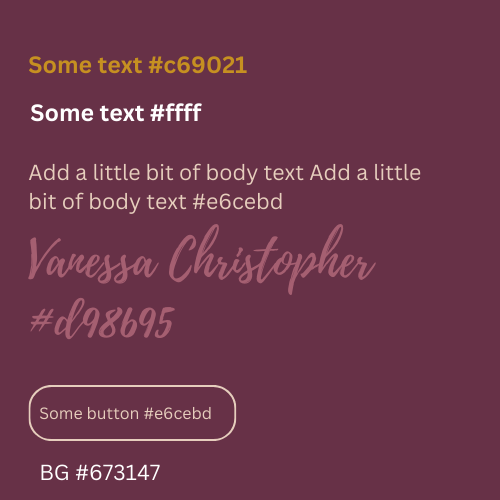 Some text #c69021
Some text #ffff
Add a little bit of body text Add a little
bit of body text #e6cebd
Vanessa Christopher
#d98b95
Some button #e6cebd
BG #673147